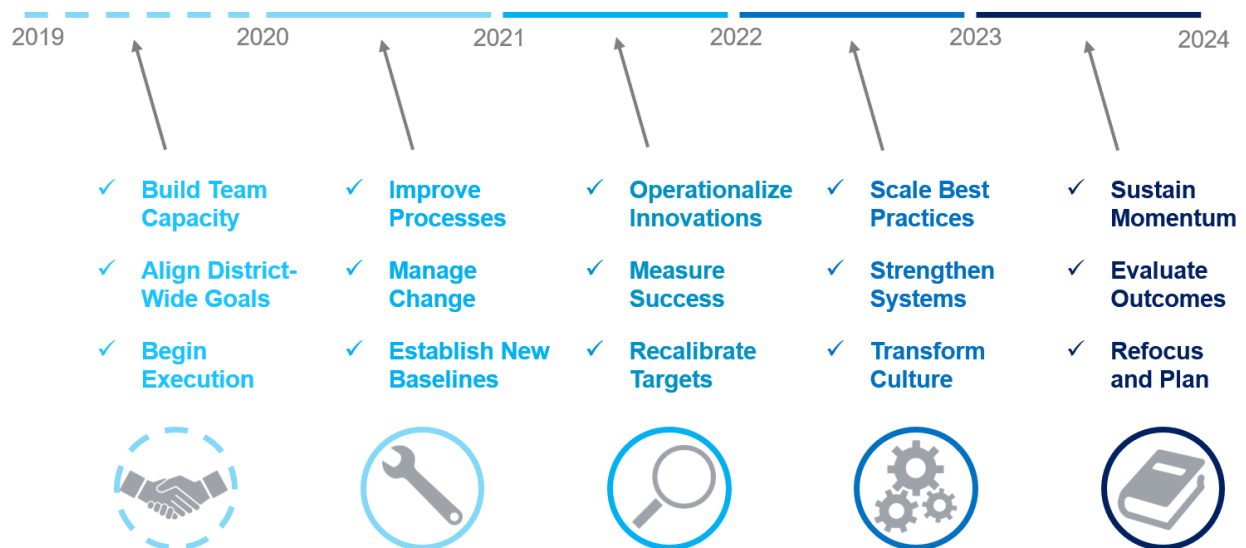 2019 2020 2021 2022 2023 2024
✓ Build Team
Capacity
✓ Align District-
Wide Goals
✓ Begin
Execution
✓ Improve
Processes
✓ Manage
Change
✓ Establish New
Baselines
✓ Operationalize
Innovations
✓ Measure
Success
✓ Recalibrate
Targets
✓ Scale Best
Practices
✓ Strengthen
Systems
✓ Transform
Culture
✓ Sustain
Momentum
✓ Evaluate
Outcomes
✓ Refocus
and Plan